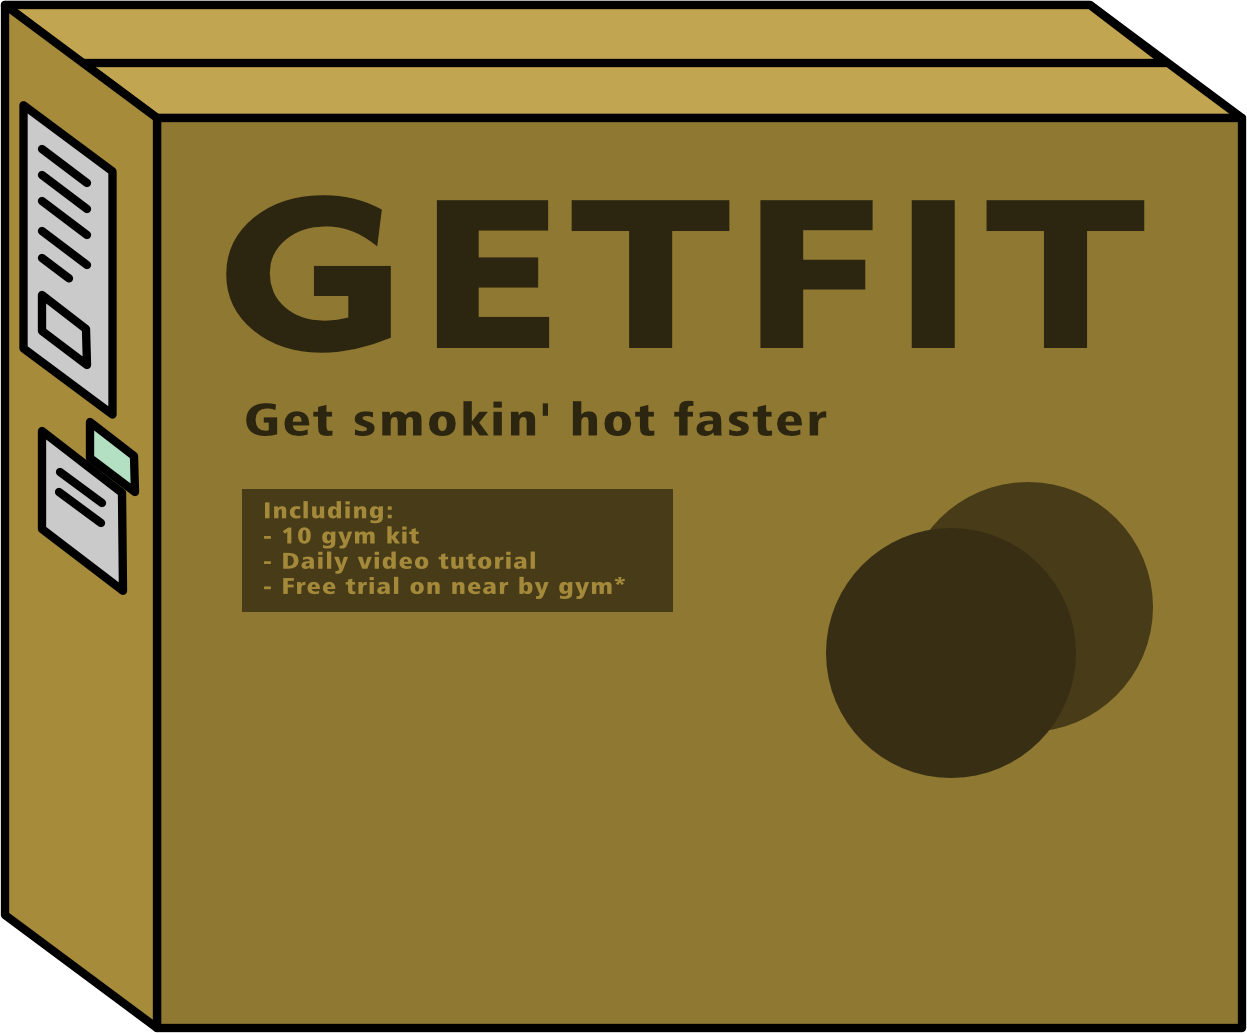 GETFIT
Get smokin' hot faster
Including:
- 10 gym kit
- Daily video tutorial
- Free trial on near by gym*